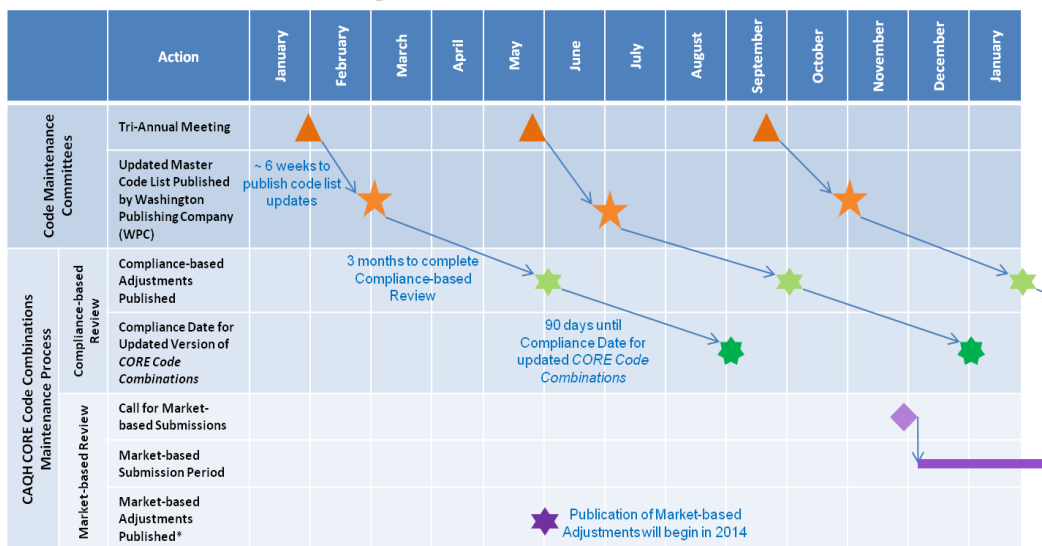 Action
January
February
March
April
May
June
July
August
September
October
November
December
January
Code Maintenance
Committees
Tri-Annual Meeting
Updated Master
Code List Published
by Washington
Publishing Company
(WPC)
~ 6 weeks to
publish code list
updates
CAQH CORE Code Combinations
Maintenance Process
Compliance-based
Review
Compliance-based
Adjustments
Published
3 months to complete
Compliance-based
Review
Compliance Date for
Updated Version of
CORE Code
Combinations
90 days until
Compliance Date for
updated CORE Code
Combinations
Market-based Review
Call for Market-
based Submissions
Market-based
Submission Period
Market-based
Adjustments
Published*
Publication of Market-based
Adjustments will begin in 2014